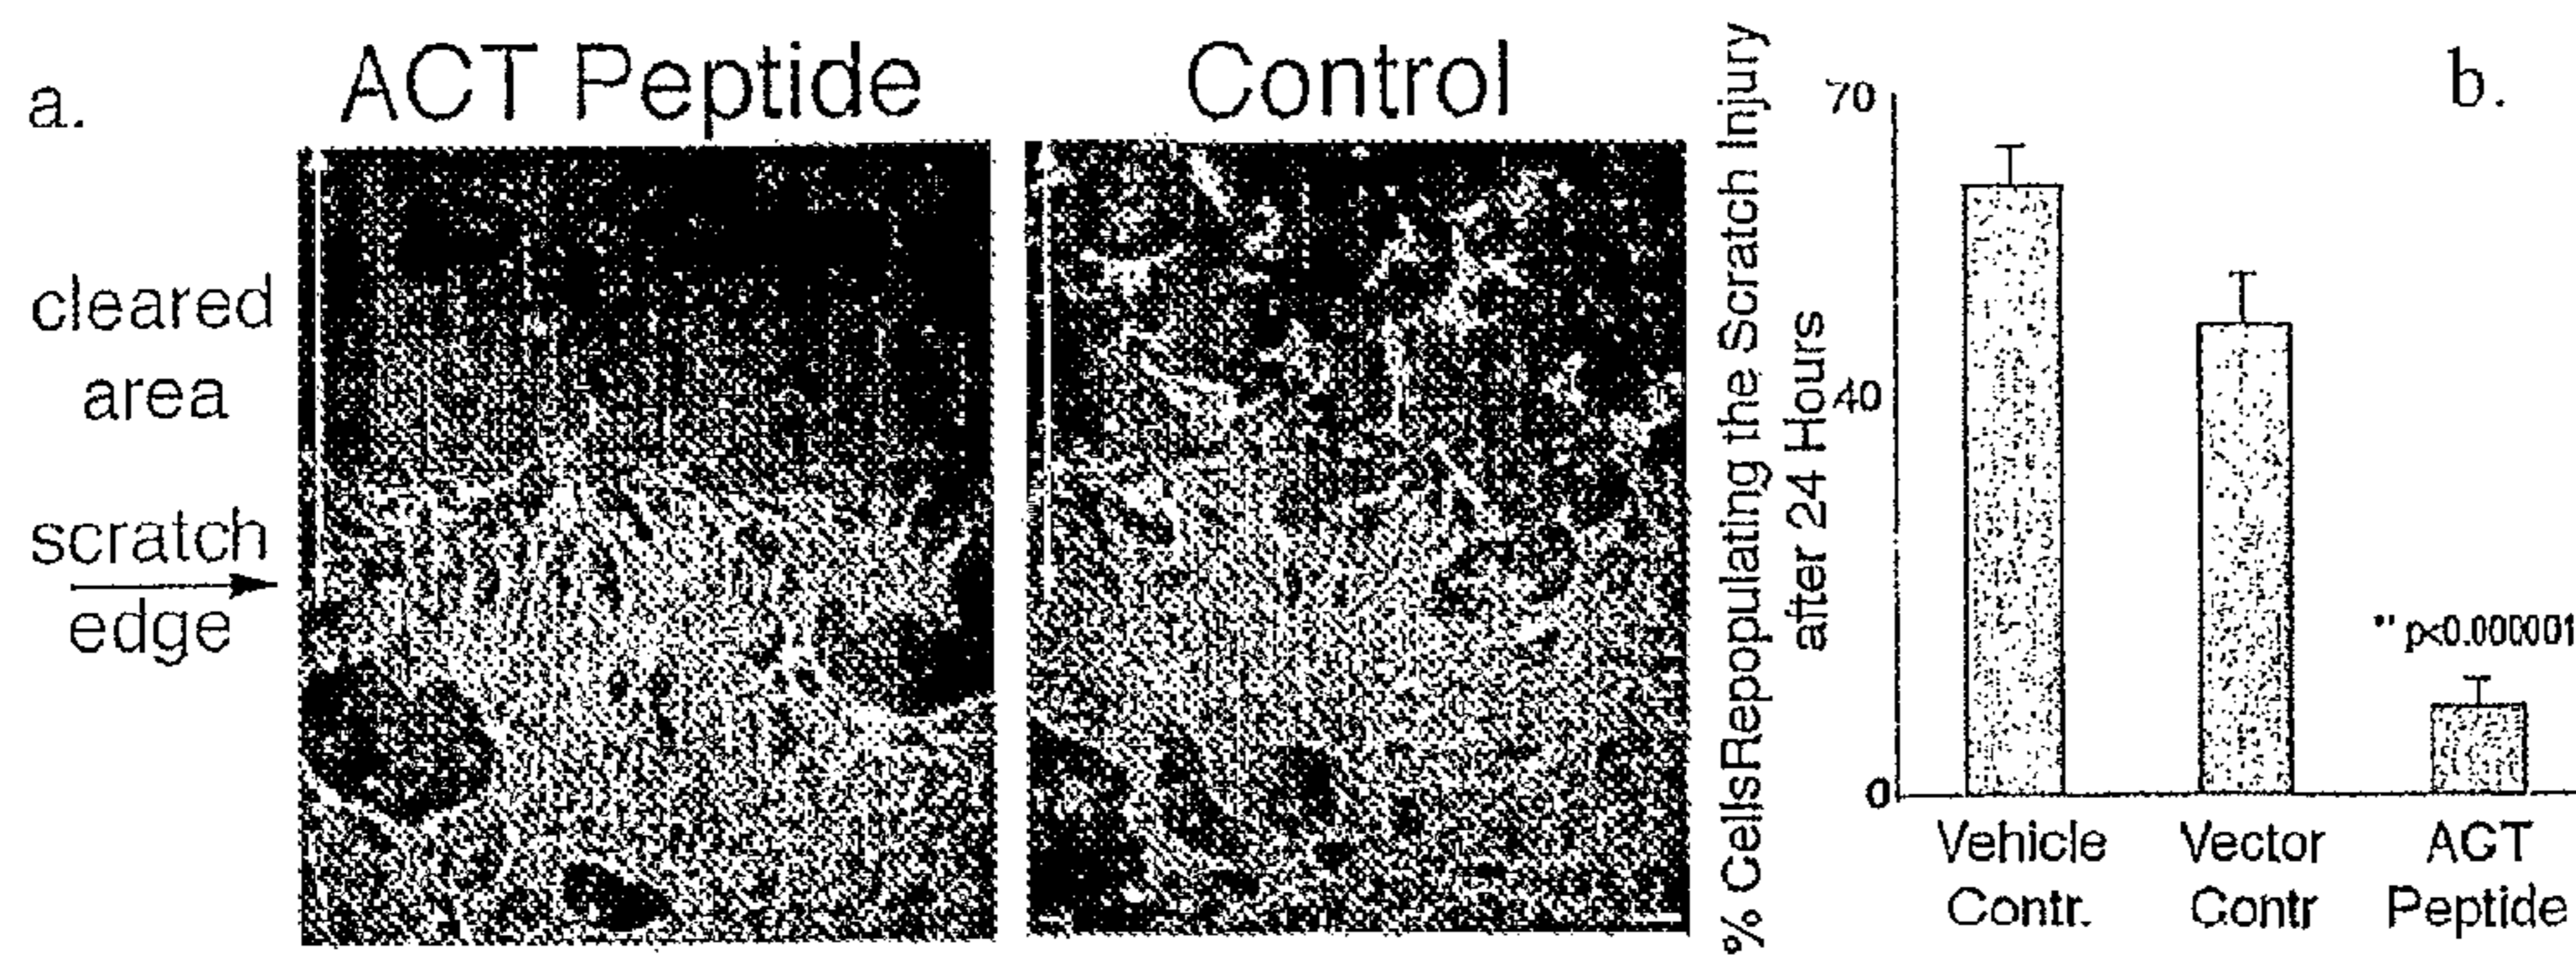 a.
ACT Peptide
Control
cleared
area
scratch
edge
% CellsRepopulating the Scratch Injury
after 24 Hours
70
40
0
b.
** p<0.000001
Vehicle
Contr.
Vector
Contr
ACT
Peptide